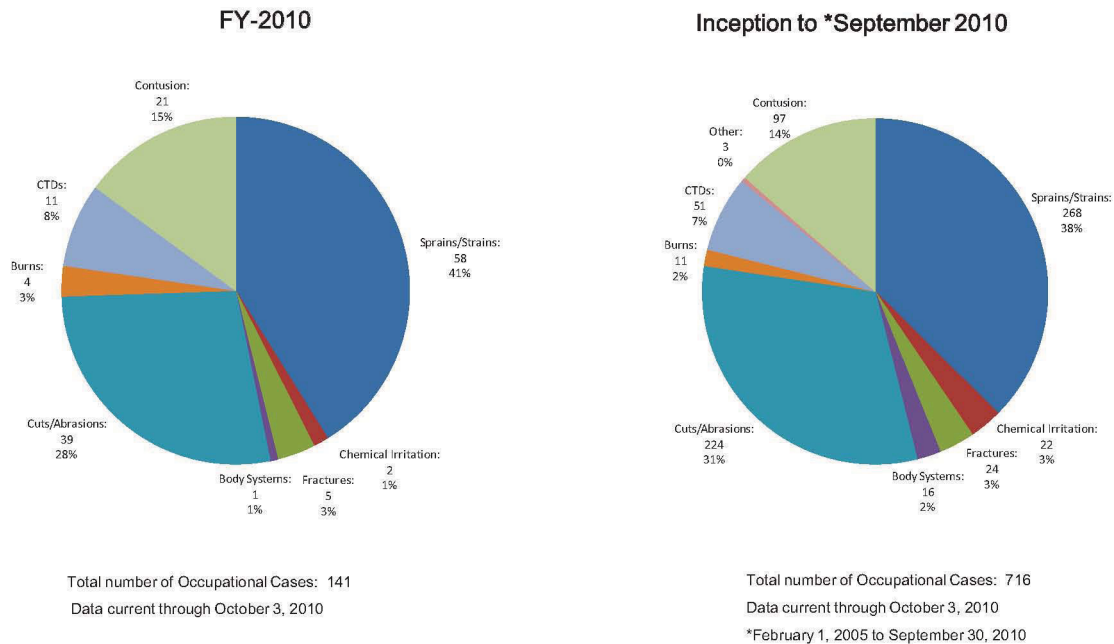 FY-2010
Contusion:
21
15%
CTDs:
11
8%
Burns:
4
3%
Sprains/Strains:
58
41%
Cuts/Abrasions:
39
28%
Chemical Irritation:
2
1%
Body Systems:
1
1%
Fractures:
5
3%
Total number of Occupational Cases: 141
Data current through October 3, 2010
Inception to *September 2010
Contusion:
97
14%
Other:
3
0%
CTDs:
51
7%
Burns:
11
2%
Sprains/Strains:
268
38%
Cuts/Abrasions:
224
31%
Chemical Irritation:
22
3%
Fractures:
24
3%
Body Systems:
16
2%
Total number of Occupational Cases: 716
Data current through October 3, 2010
*February 1, 2005 to September 30, 2010